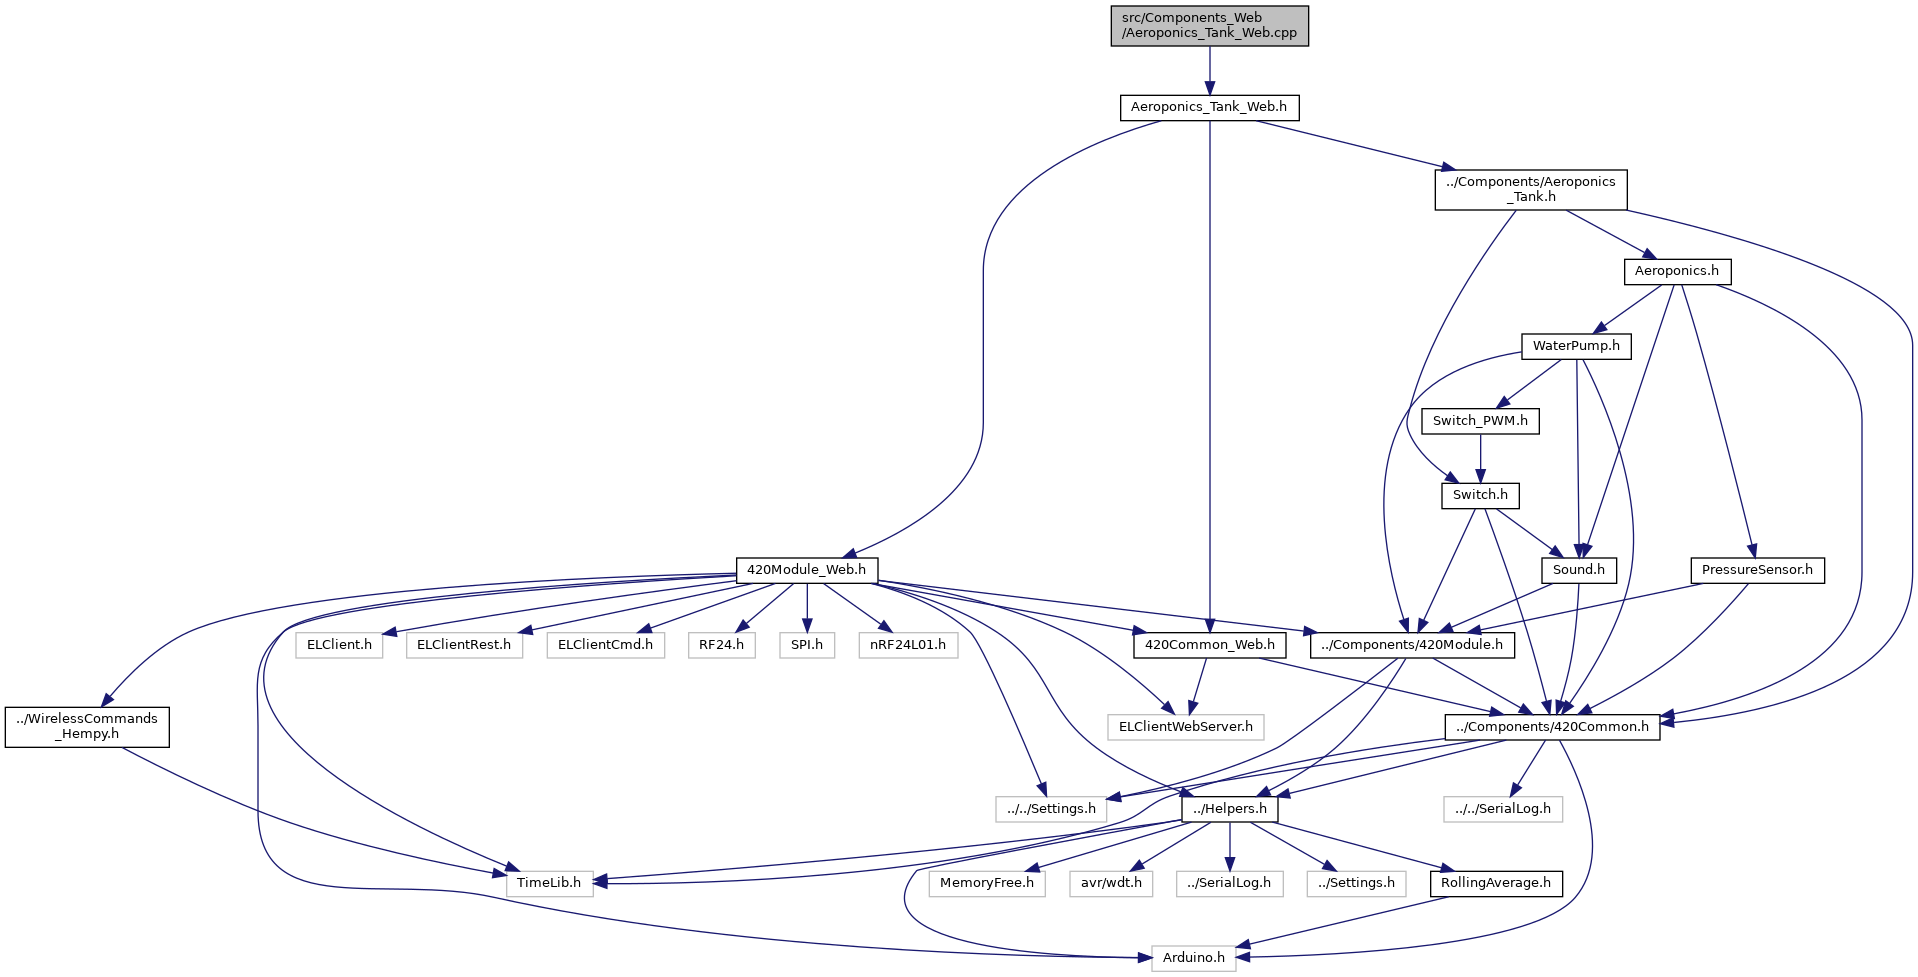 src/Components_Web
/Aeroponics_Tank_Web.cpp
Aeroponics_Tank_Web.h
../Components/Aeroponics
_Tank.h
Aeroponics.h
WaterPump.h
Switch_PWM.h
Switch.h
420Module_Web.h
Sound.h
PressureSensor.h
ELClient.h
ELClientRest.h
ELClientCmd.h
RF24.h
SPI.h
nRF24L01.h
420Common_Web.h
../Components/420Module.h
../WirelessCommands
_Hempy.h
ELClientWebServer.h
../Components/420Common.h
../../Settings.h
../Helpers.h
../../SerialLog.h
TimeLib.h
MemoryFree.h
avr/wdt.h
../SerialLog.h
../Settings.h
RollingAverage.h
Arduino.h